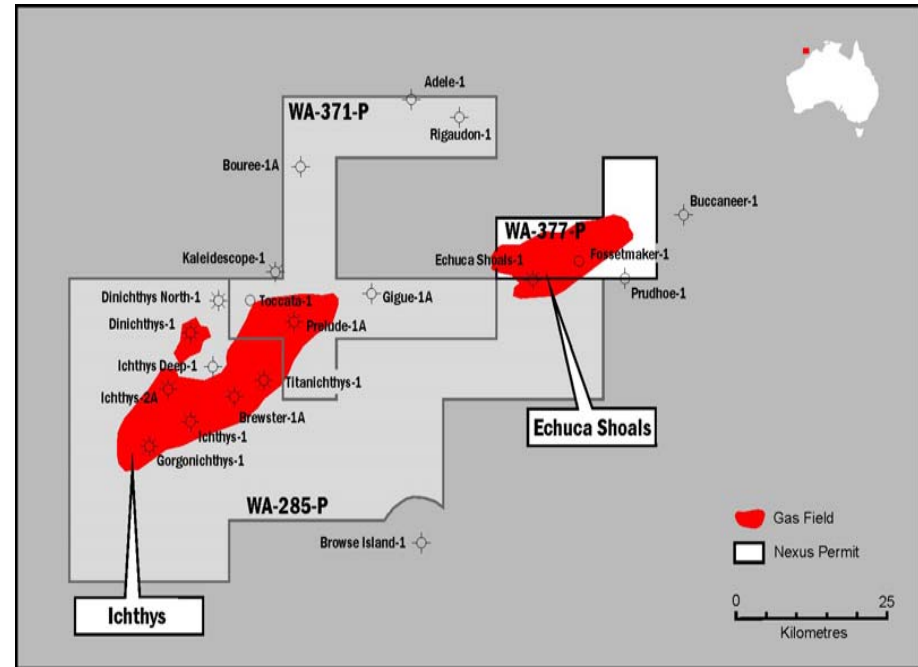 Adele-1
WA-371-P
Rigaudon-1
Bouree-1A
Buccaneer-1
WA-377-P
Kaleidescope-1
Echuca Shoals-1
Fossetmaker-1
Prudhoe-1
Dinichthys North-1
Toccata-1
Gigue-1A
Dinichthys-1
Prelude-1A
Ichthys Deep-1
Titanichthys-1
Ichthys-2A
Brewster-1A
Echuca Shoals
Ichthys-1
Gorgonichthys-1
WA-285-P
Browse Island-1
Gas Field
Nexus Permit
Ichthys
0 25
Kilometres